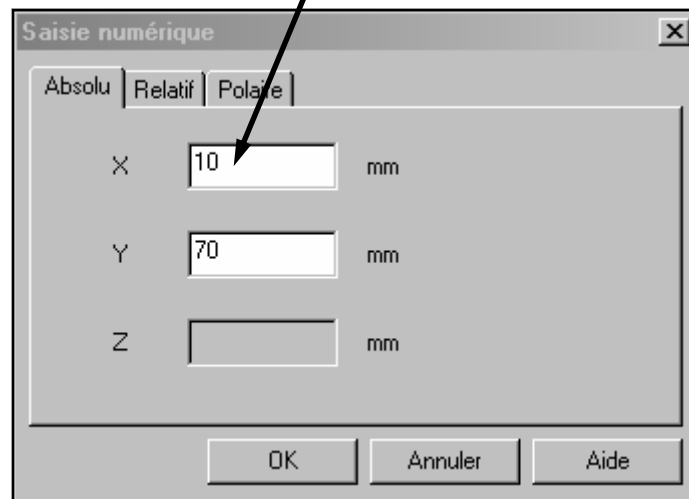 Saisie numérique
Absolu Relatif Polaire
X 10 mm
Y 70 mm
Z mm
OK Annuler Aide